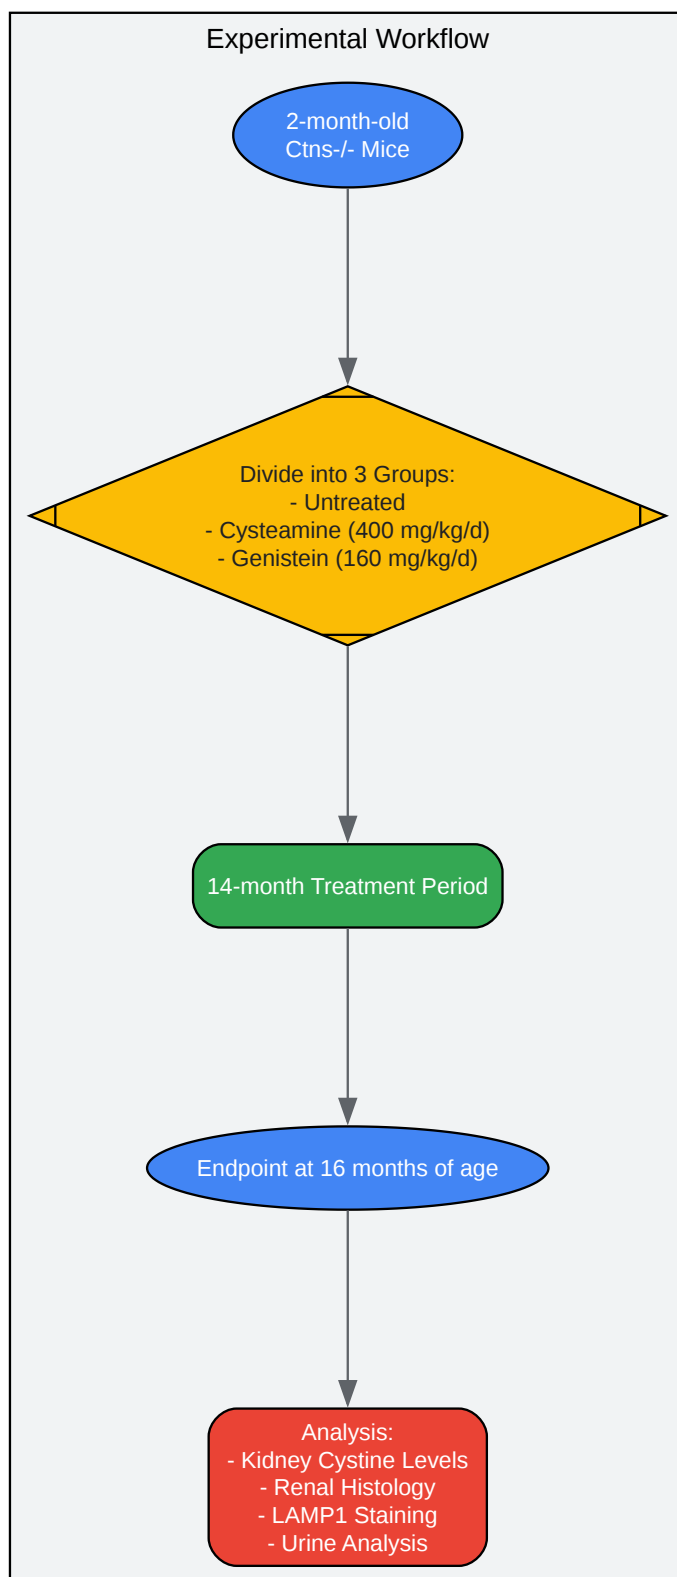 Experimental Workflow
2-month-old
Ctns-/- Mice
Divide into 3 Groups:
- Untreated
- Cysteamine (400 mg/kg/d)
- Genistein (160 mg/kg/d)
14-month Treatment Period
Endpoint at 16 months of age
Analysis:
- Kidney Cystine Levels
- Renal Histology
- LAMP1 Staining
- Urine Analysis